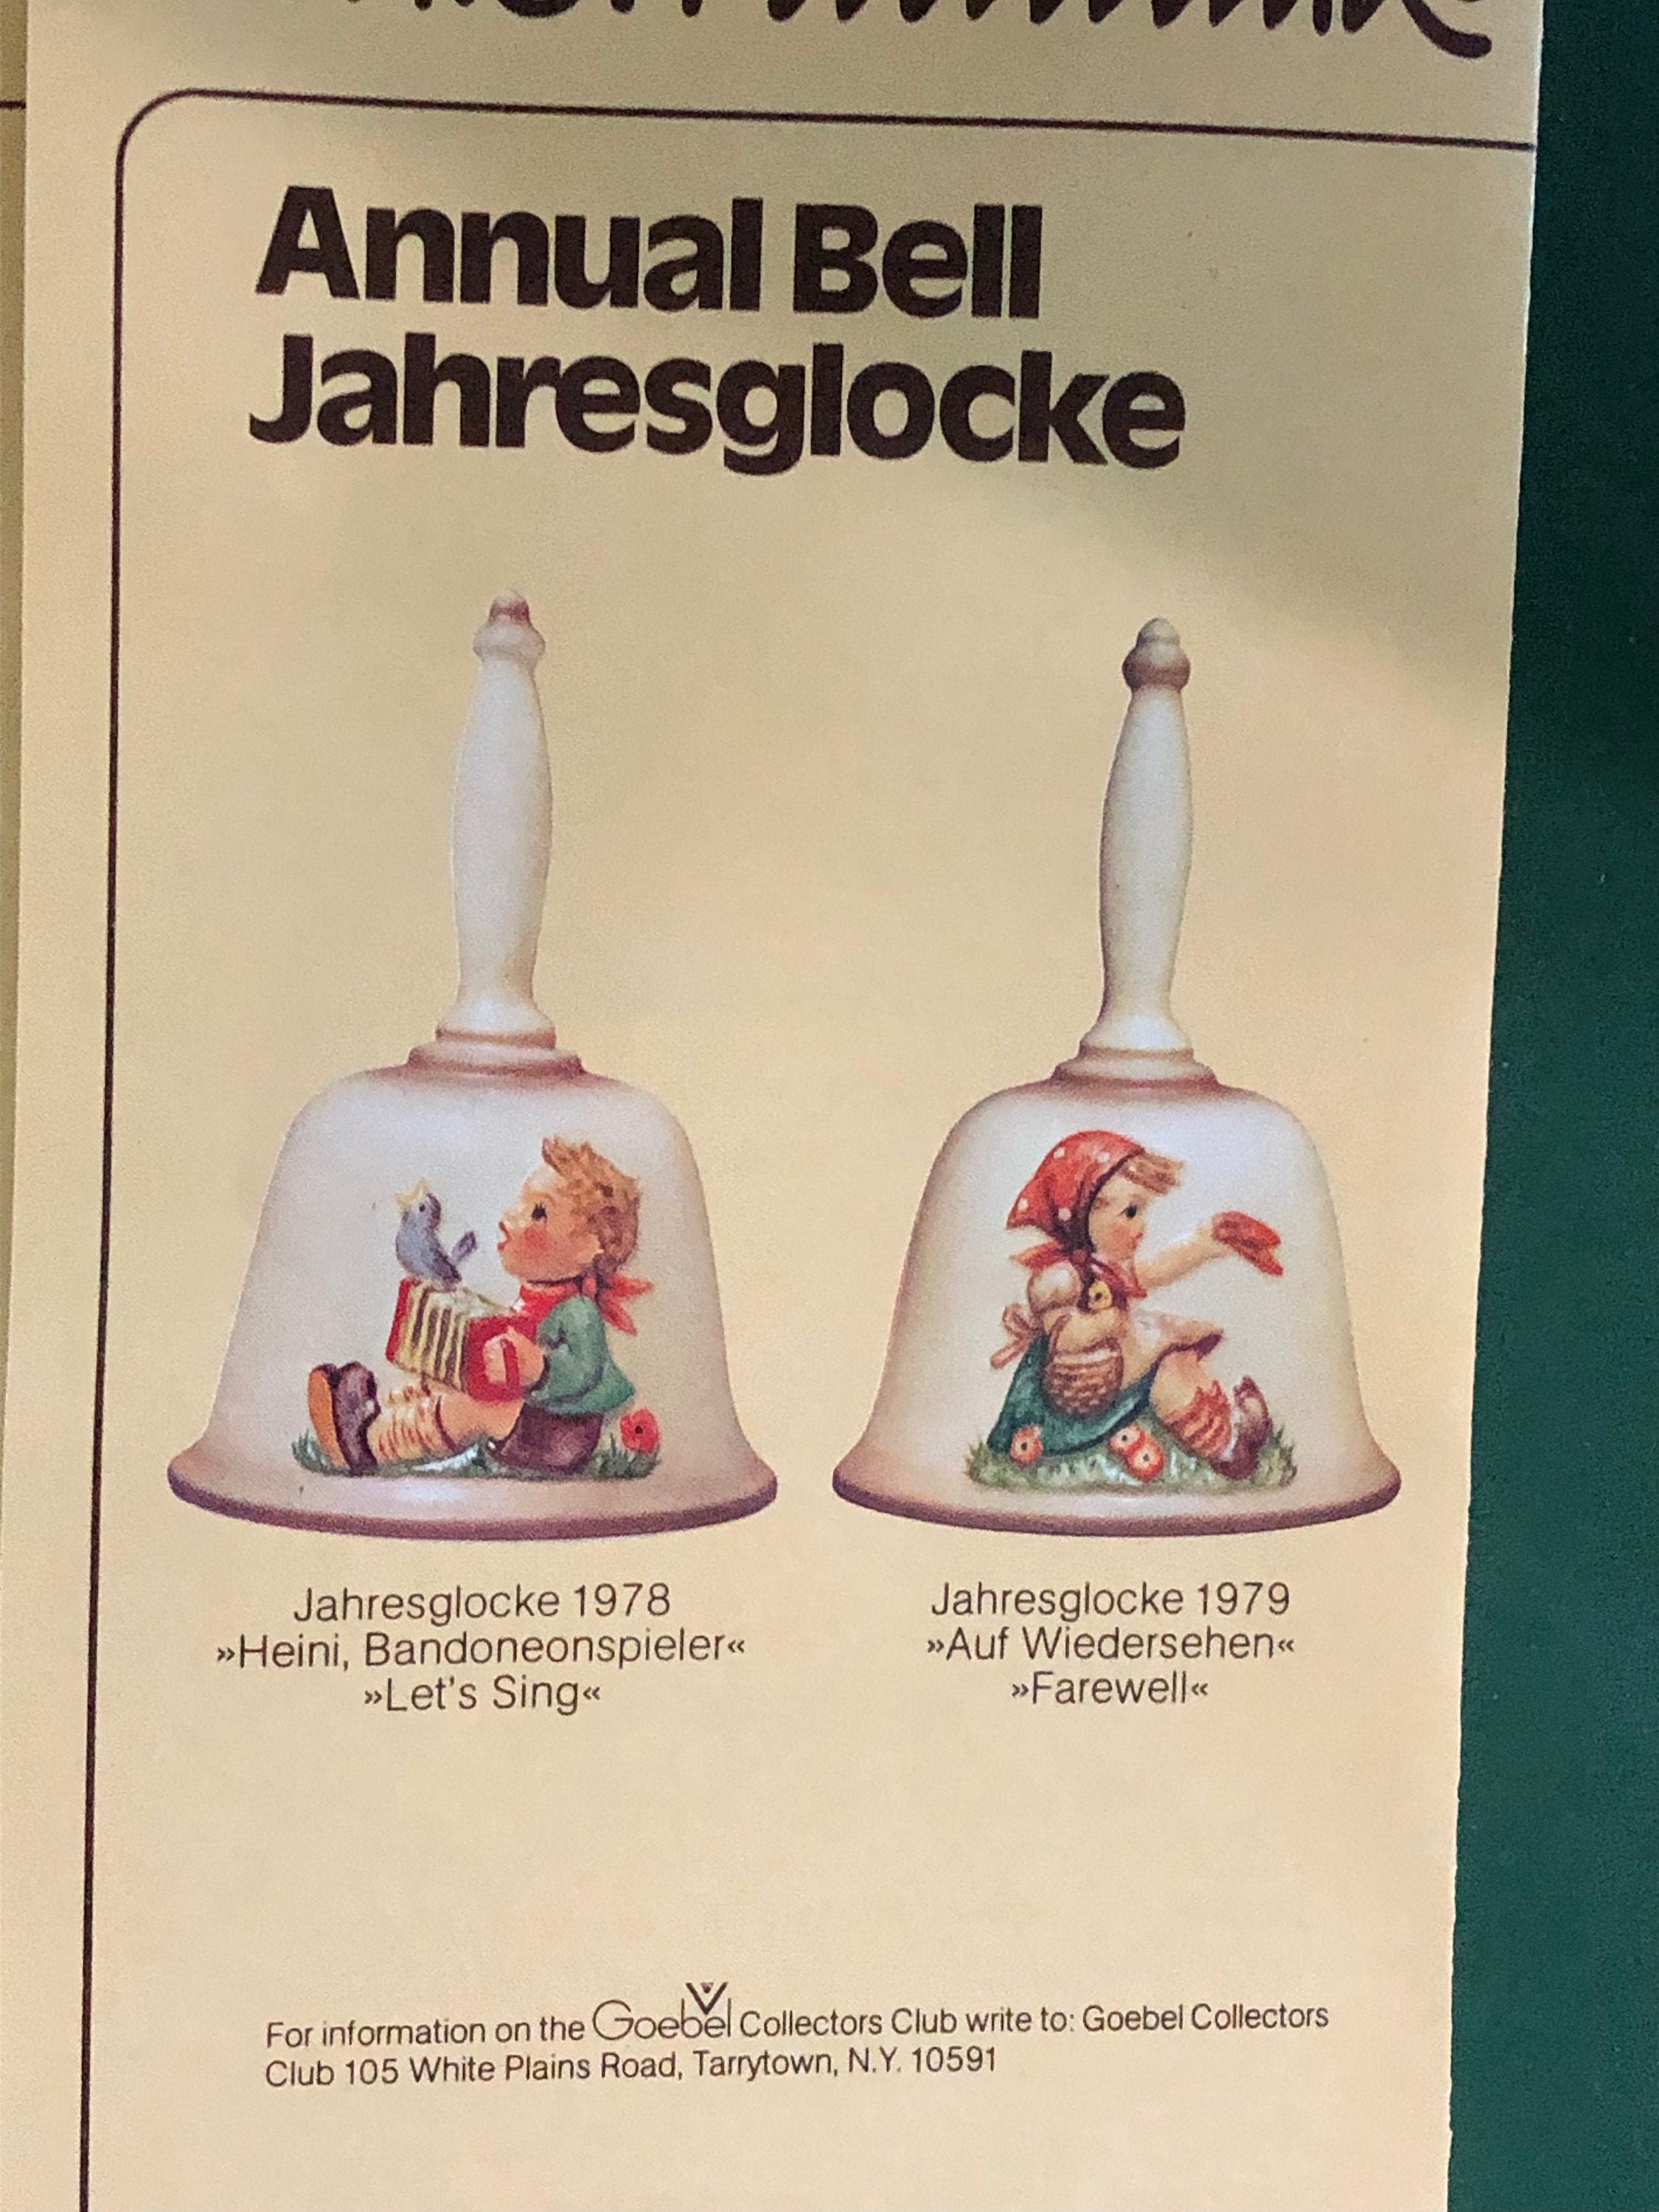 Annual Bell
Jahresglocke
Jahresglocke 1978
»Heini, Bandoneonspieler«
»Let's Sing«
Jahresglocke 1979
»Auf Wiedersehen«
»Farewell«
For information on the Goebel Collectors Club write to: Goebel Collectors
Club 105 White Plains Road, Tarrytown, N.Y. 10591